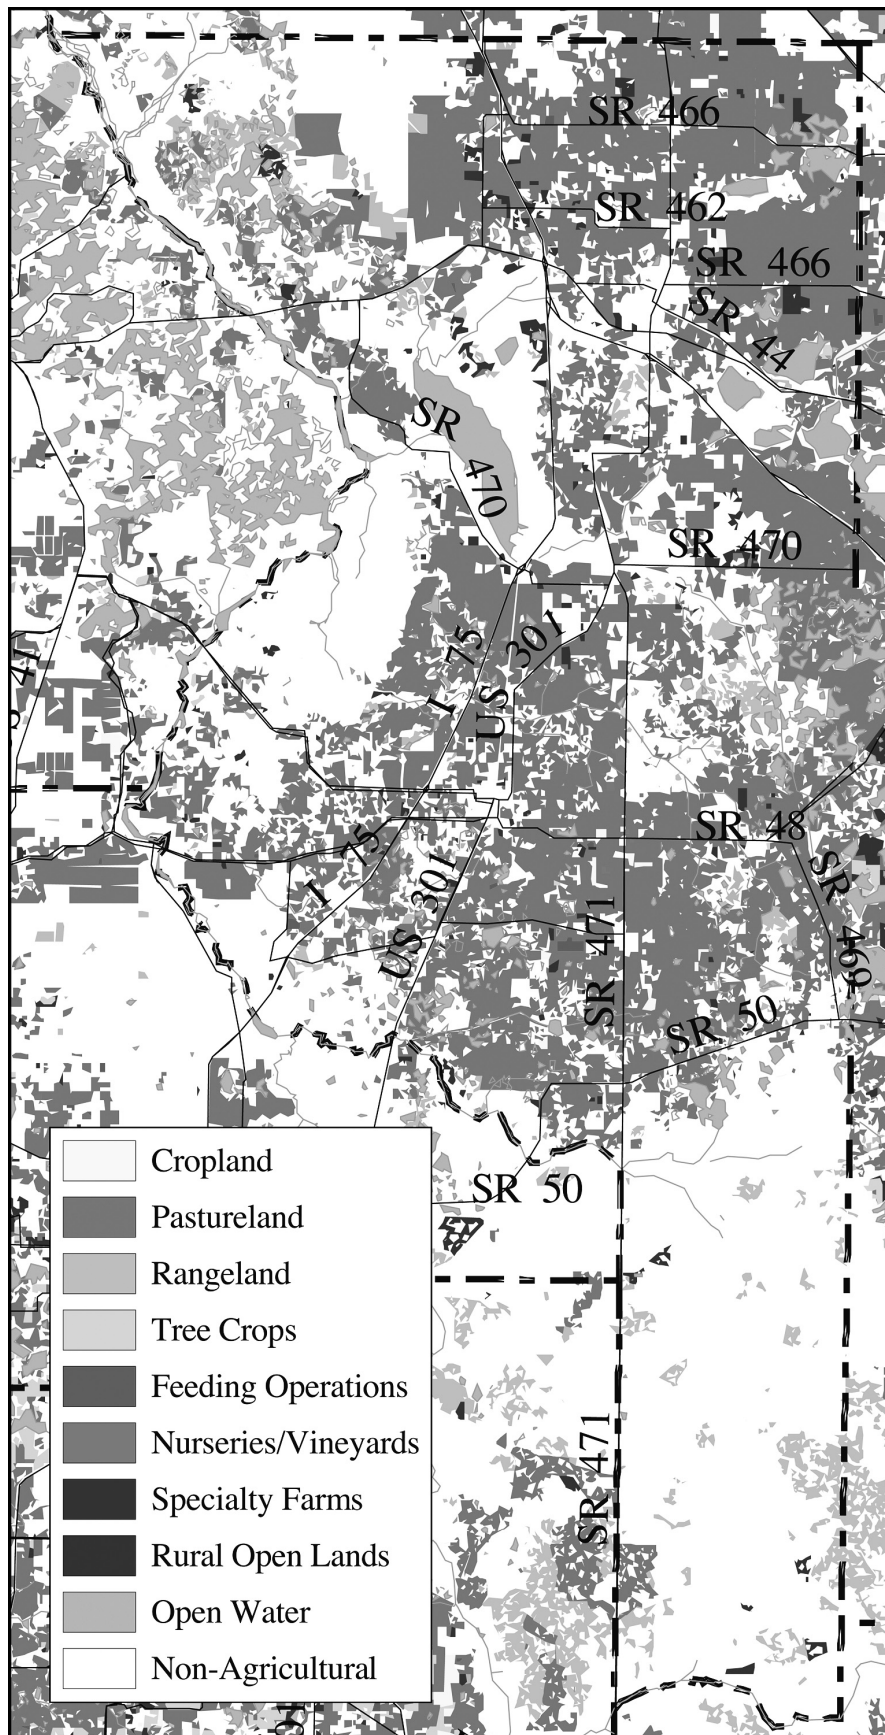 SR 466
SR 462
SR 466
SR 44
SR 470
SR 470
I 75
US 301
41
SR 48
I 75
US 301
SR 471
SR 469
SR 50
SR 50
SR 471
Cropland
Pastureland
Rangeland
Tree Crops
Feeding Operations
Nurseries/Vineyards
Specialty Farms
Rural Open Lands
Open Water
Non-Agricultural